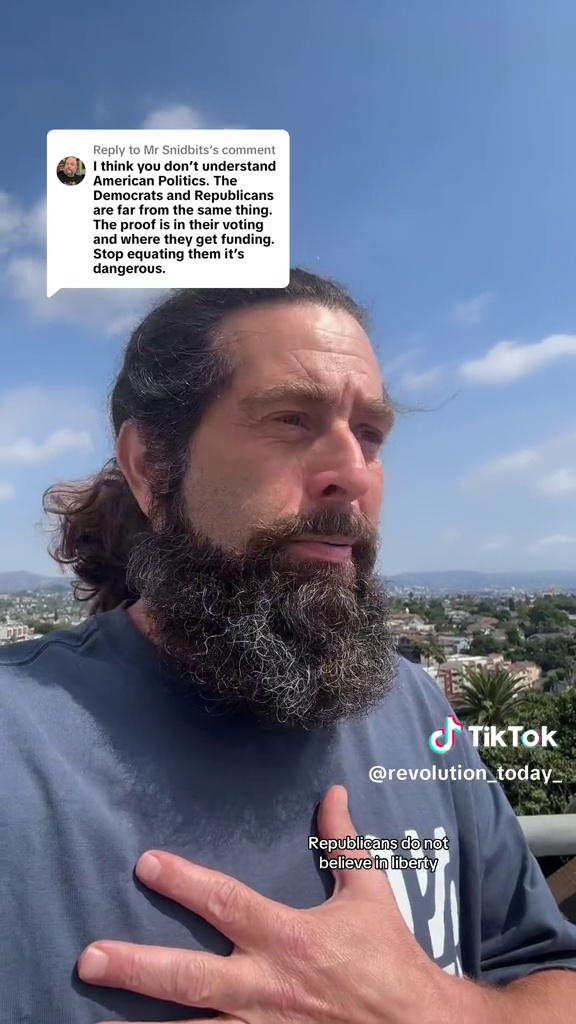 Reply to Mr Snidbits's comment
I think you don't understand
American Politics. The
Democrats and Republicans
are far from the same thing.
The proof is in their voting
and where they get funding.
Stop equating them it's
dangerous.
TikTok
@revolution_today_
Republicans do not
believe in liberty